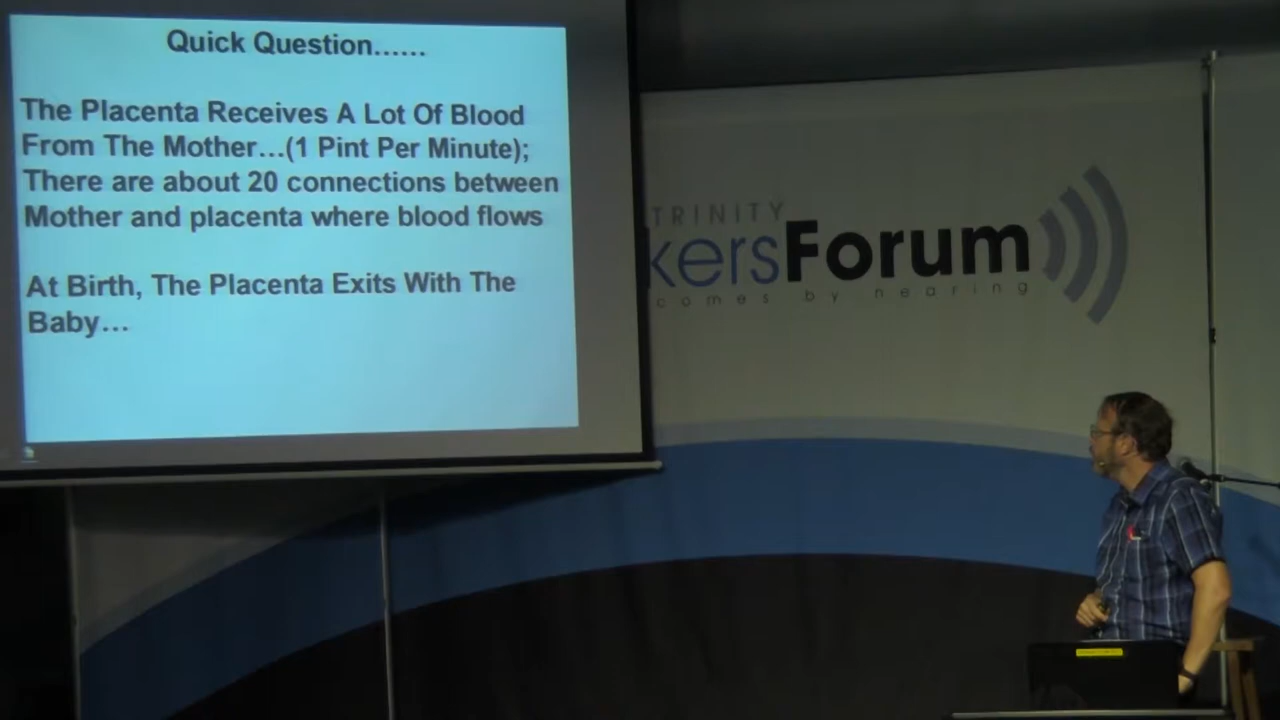 Quick Question......
The Placenta Receives A Lot Of Blood
From The Mother...(1 Pint Per Minute);
There are about 20 connections between
Mother and placenta where blood flows
At Birth, The Placenta Exits With The
Baby...
TRINITY
kersForum
comes by hearing